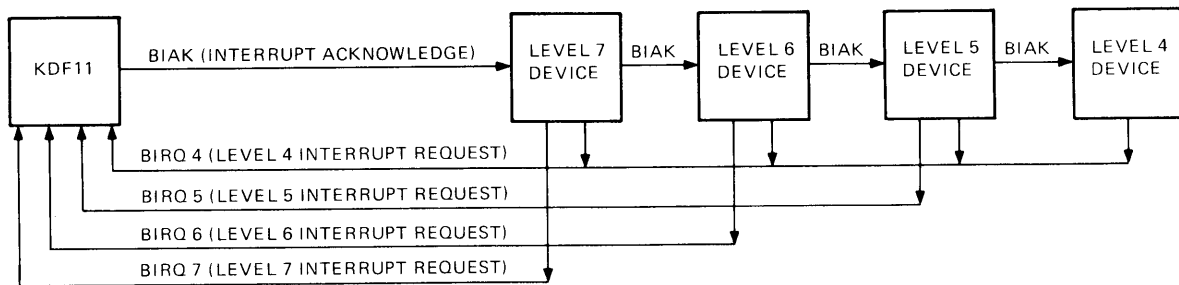 KDF11
BIAK (INTERRUPT ACKNOWLEDGE)
LEVEL 7
DEVICE
BIAK
LEVEL 6
DEVICE
BIAK
LEVEL 5
DEVICE
BIAK
LEVEL 4
DEVICE
BIRQ 4 (LEVEL 4 INTERRUPT REQUEST)
BIRQ 5 (LEVEL 5 INTERRUPT REQUEST)
BIRQ 6 (LEVEL 6 INTERRUPT REQUEST)
BIRQ 7 (LEVEL 7 INTERRUPT REQUEST)